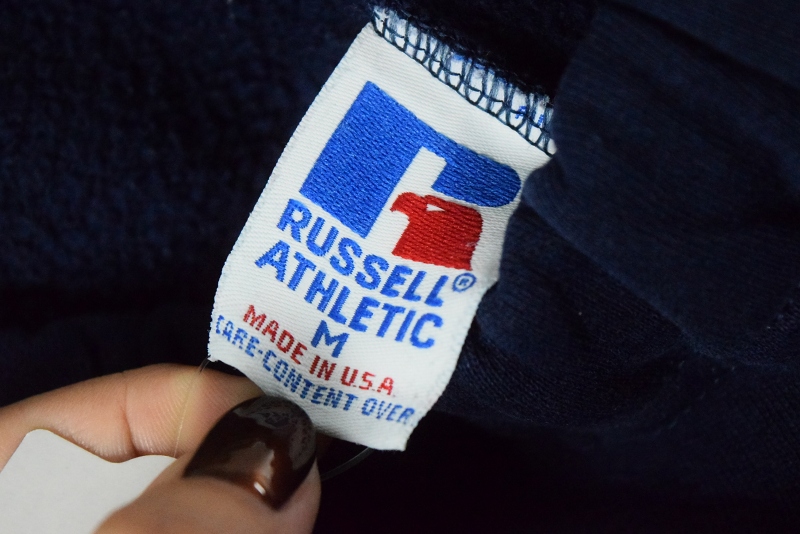 RUSSELL®
ATHLETIC
M
MADE IN U.S.A.
CARE-CONTENT OVER